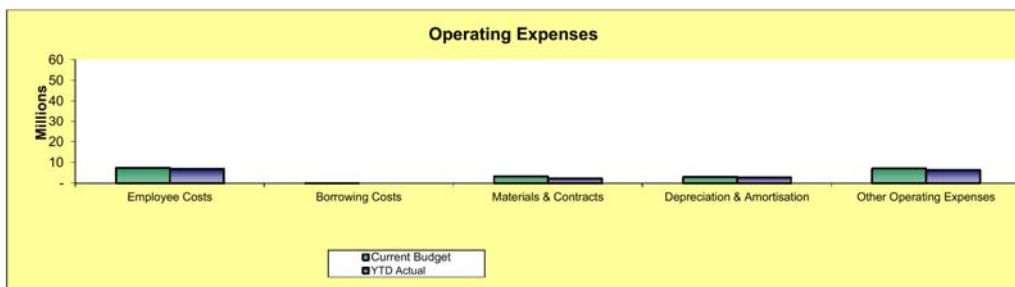 Operating Expenses
60
50
40
30
20
10
-
Millions
Employee Costs Borrowing Costs Materials & Contracts Depreciation & Amortisation Other Operating Expenses
Current Budget
YTD Actual